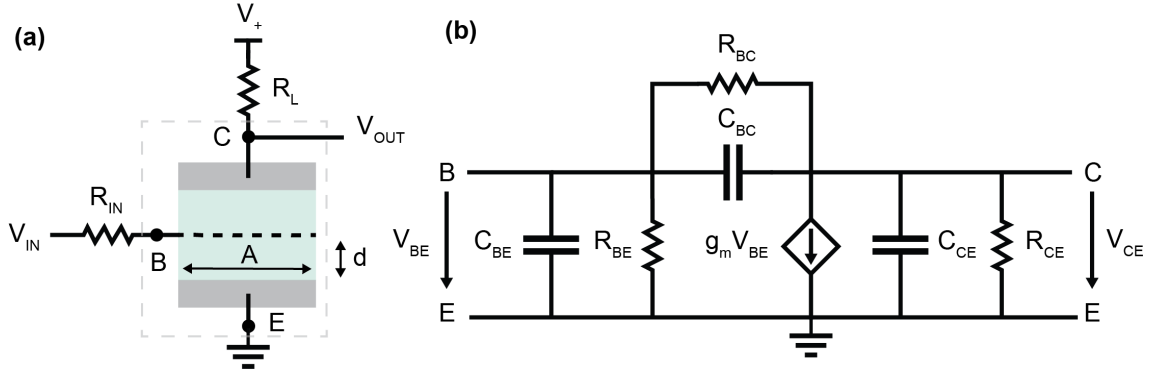 (a)
V+
RL
C
VOUT
RIN
VIN
B
A
d
E
(b)
RBC
CBC
B
C
VBE
CBE
RBE
gmVBE
CCE
RCE
VCE
E
E